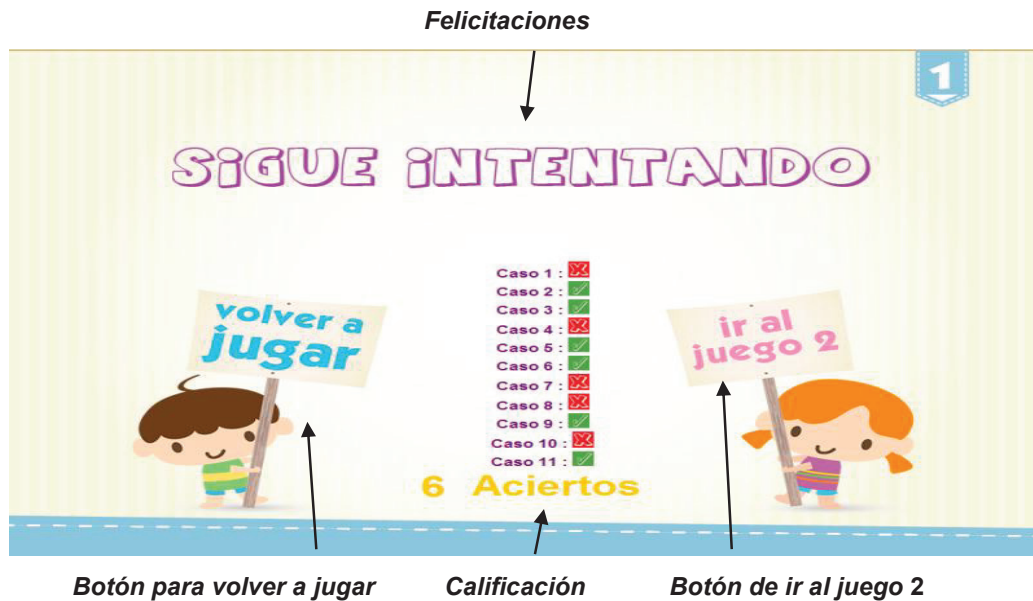 Felicitaciones
1
SiGUE iNTENTANDO
volver a
jugar
Caso 1 :
Caso 2 :
Caso 3 :
Caso 4 :
Caso 5 :
Caso 6 :
Caso 7 :
Caso 8 :
Caso 9 :
Caso 10 :
Caso 11 :
6 Aciertos
ir al
juego 2
Botón para volver a jugar
Calificación
Botón de ir al juego 2